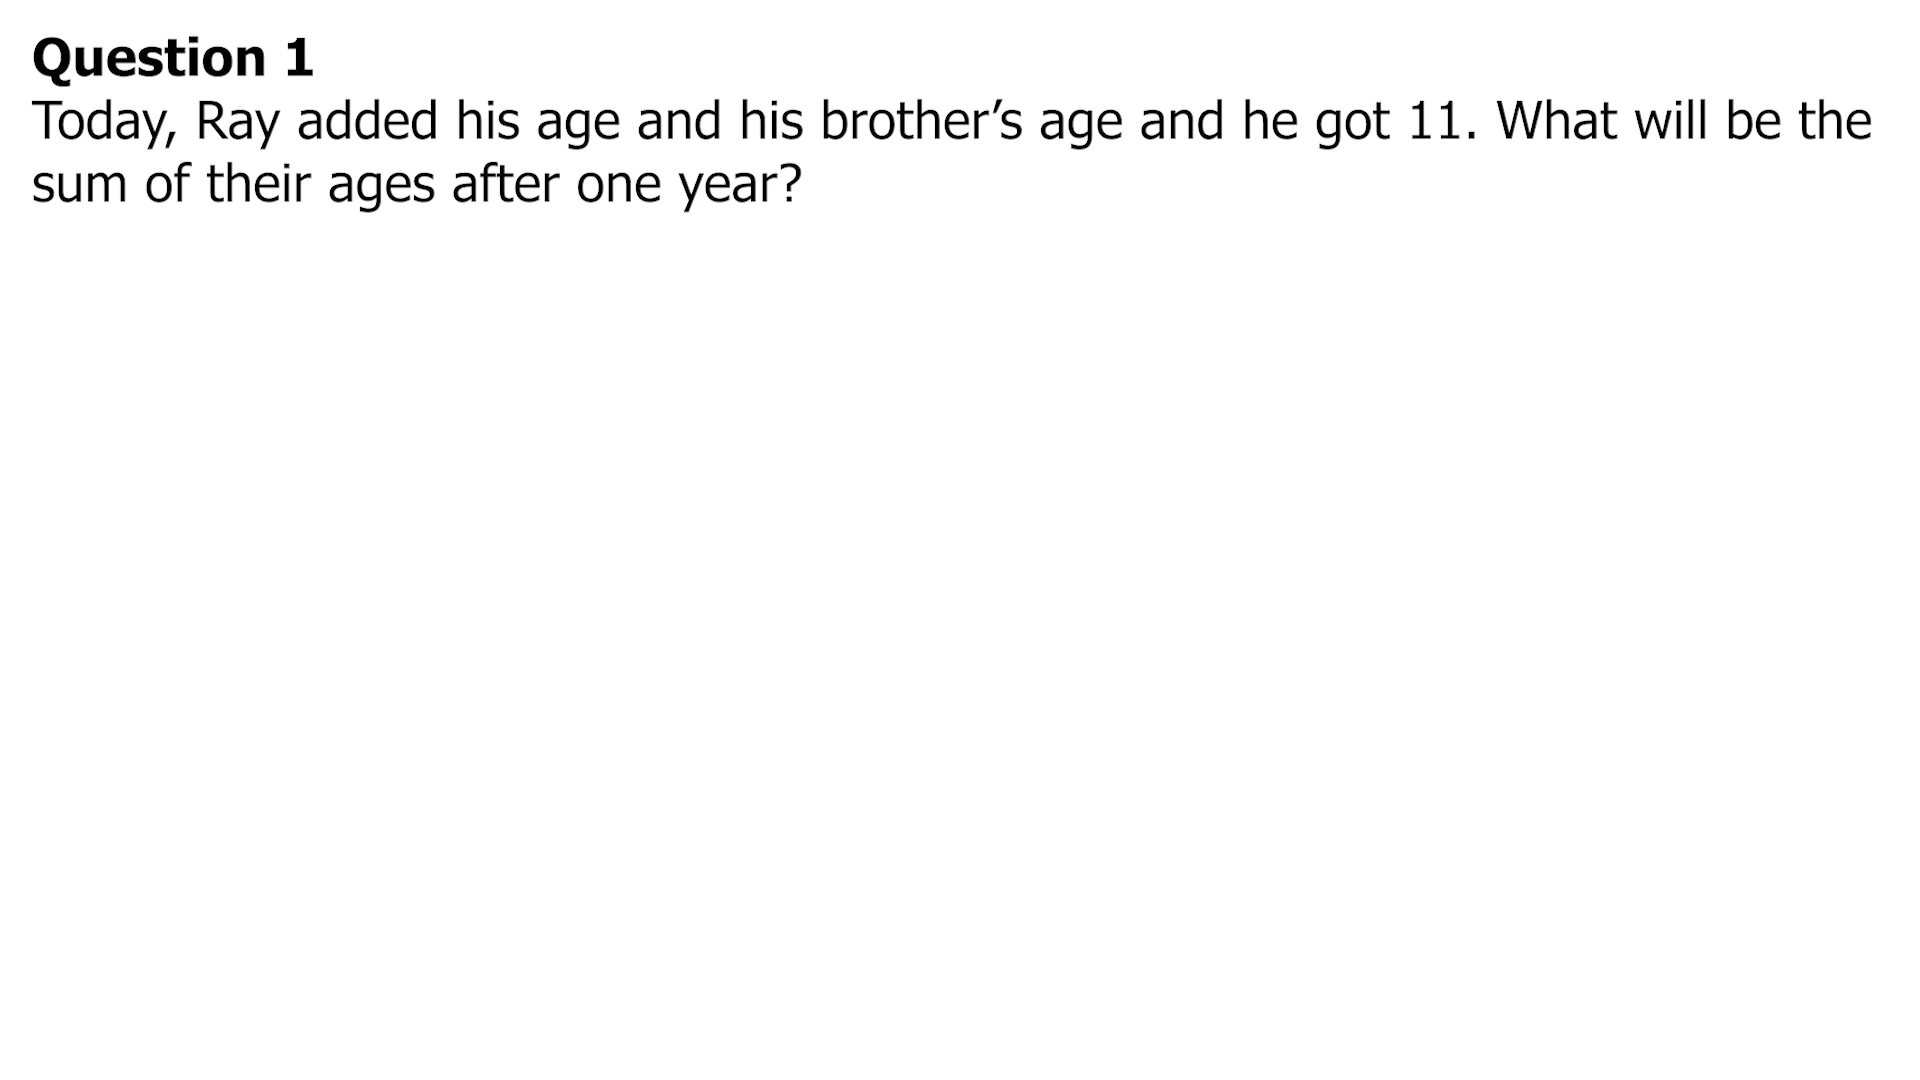 Question 1
Today, Ray added his age and his brother’s age and he got 11. What will be the
sum of their ages after one year?